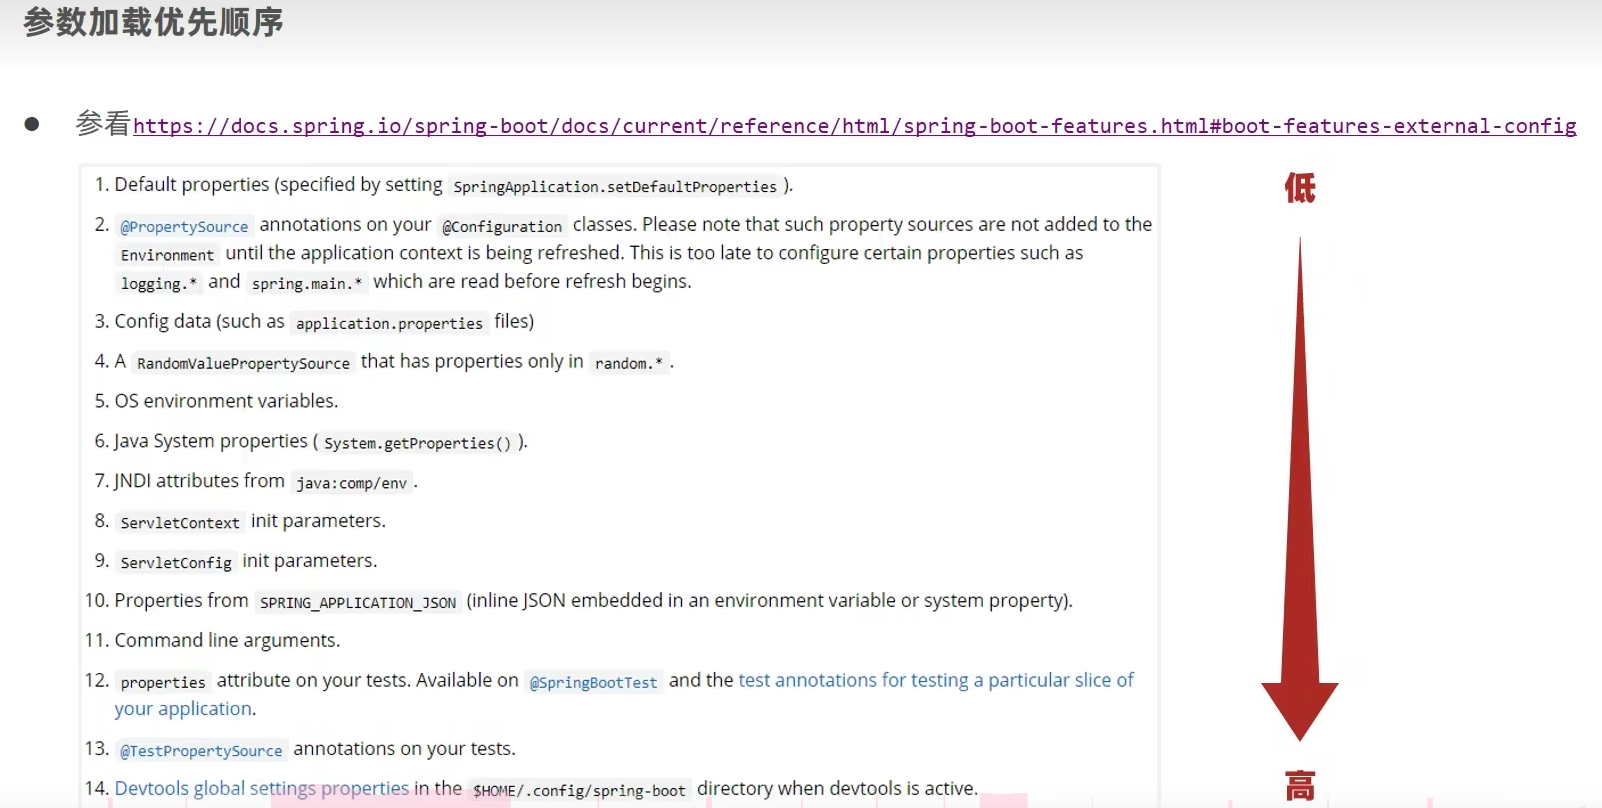 参数加载优先顺序
● 参看https://docs.spring.io/spring-boot/docs/current/reference/html/spring-boot-features.html#boot-features-external-config
低
1. Default properties (specified by setting SpringApplication.setDefaultProperties ).
2. @PropertySource annotations on your @Configuration classes. Please note that such property sources are not added to the
Environment until the application context is being refreshed. This is too late to configure certain properties such as
logging.* and spring.main.* which are read before refresh begins.
3. Config data (such as application.properties files)
4. A RandomValuePropertySource that has properties only in random.* .
5. OS environment variables.
6. Java System properties ( System.getProperties() ).
7. JNDI attributes from java:comp/env .
8. ServletContext init parameters.
9. ServletConfig init parameters.
10. Properties from SPRING_APPLICATION_JSON (inline JSON embedded in an environment variable or system property).
11. Command line arguments.
12. properties attribute on your tests. Available on @SpringBootTest and the test annotations for testing a particular slice of
your application.
13. @TestPropertySource annotations on your tests.
14. Devtools global settings properties in the $HOME/.config/spring-boot directory when devtools is active.
高